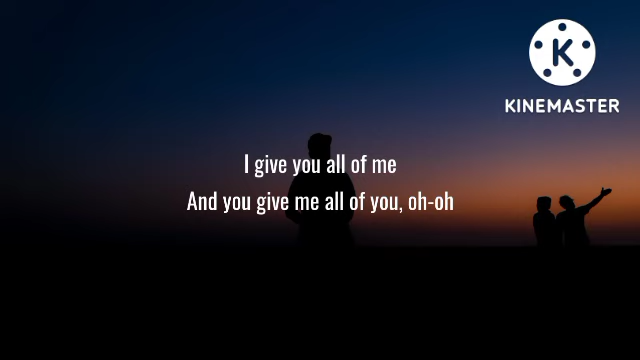 K
KINEMASTER
I give you all of me
And you give me all of you, oh-oh